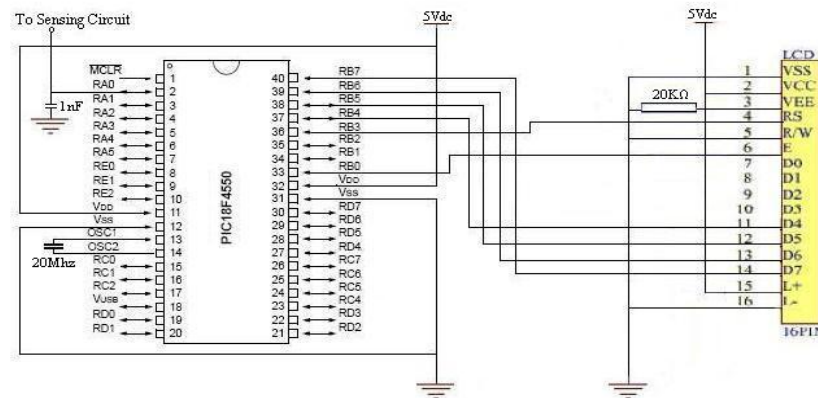 To Sensing Circuit
5Vdc
5Vdc
LCD
MCLR 1 40 RB7
RA0 2 39 RB6
1nF
RA1 3 38 RB5
RA2 4 37 RB4
RA3 5 36 RB3
RA4 6 35 RB2
RA5 7 34 RB1
RE0 8 33 RB0
RE1 9 32 VDD
RE2 10 31 VSS
VDD 11 30 RD7
VSS 12 29 RD6
OSC1 13 28 RD5
OSC2 14 27 RD4
20Mhz
RC0 15 26 RC7
RC1 16 25 RC6
RC2 17 24 RC5
VUSB 18 23 RC4
RD0 19 22 RD3
RD1 20 21 RD2
PIC18F4550
20KΩ
1 VSS
2 VCC
3 VEE
4 RS
5 R/W
6 E
7 D0
8 D1
9 D2
10 D3
11 D4
12 D5
13 D6
14 D7
15 L+
16 L-
16PIN